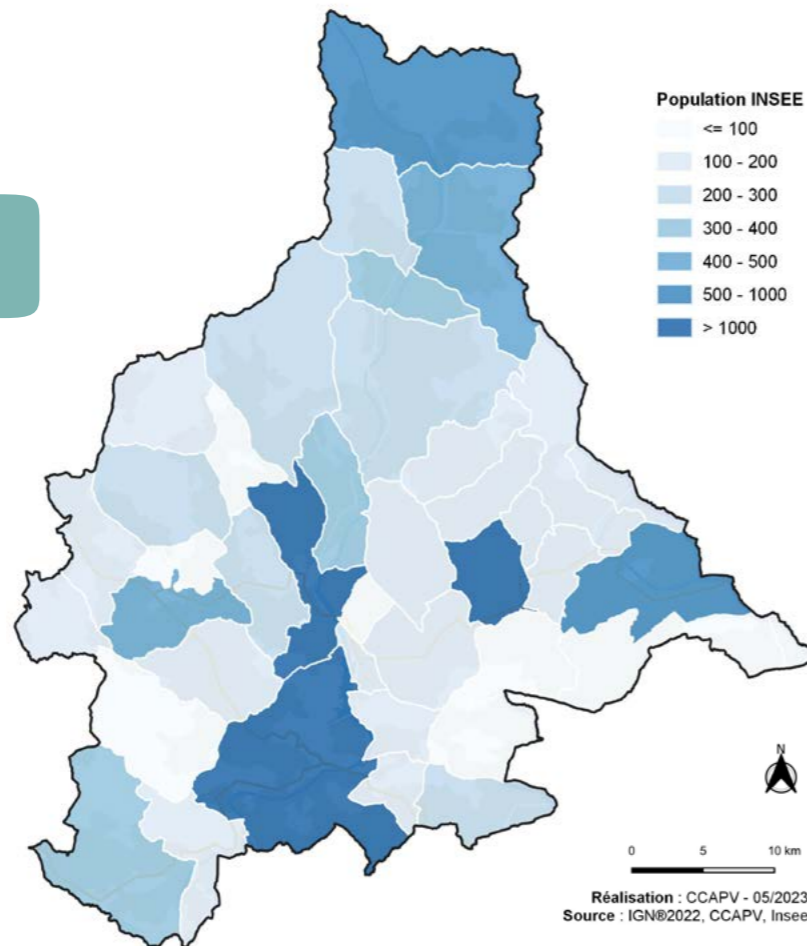 Population INSEE
<= 100
100 - 200
200 - 300
300 - 400
400 - 500
500 - 1000
> 1000
N
0 5 10 km
Réalisation : CCAPV - 05/2023
Source : IGN®2022, CCAPV, Insee